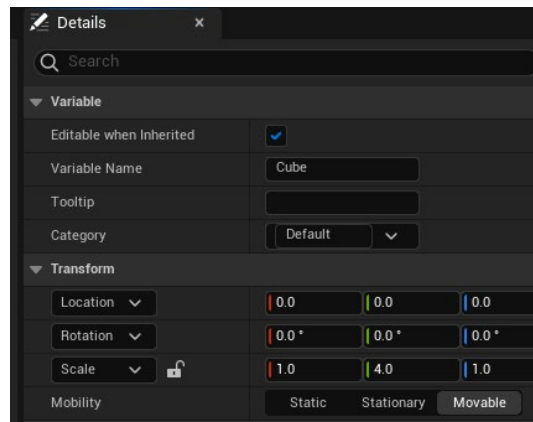 Details ×
Search
Variable
Editable when Inherited
Variable Name Cube
Tooltip
Category Default
Transform
Location 0.0 0.0 0.0
Rotation 0.0 ° 0.0 ° 0.0 °
Scale 1.0 4.0 1.0
Mobility Static Stationary Movable